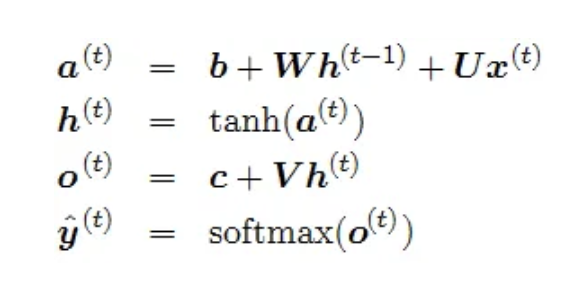 a^(t) = b + Wh^(t−1) + Ux^(t)
h^(t) = tanh(a^(t))
o^(t) = c + Vh^(t)
ŷ^(t) = softmax(o^(t))